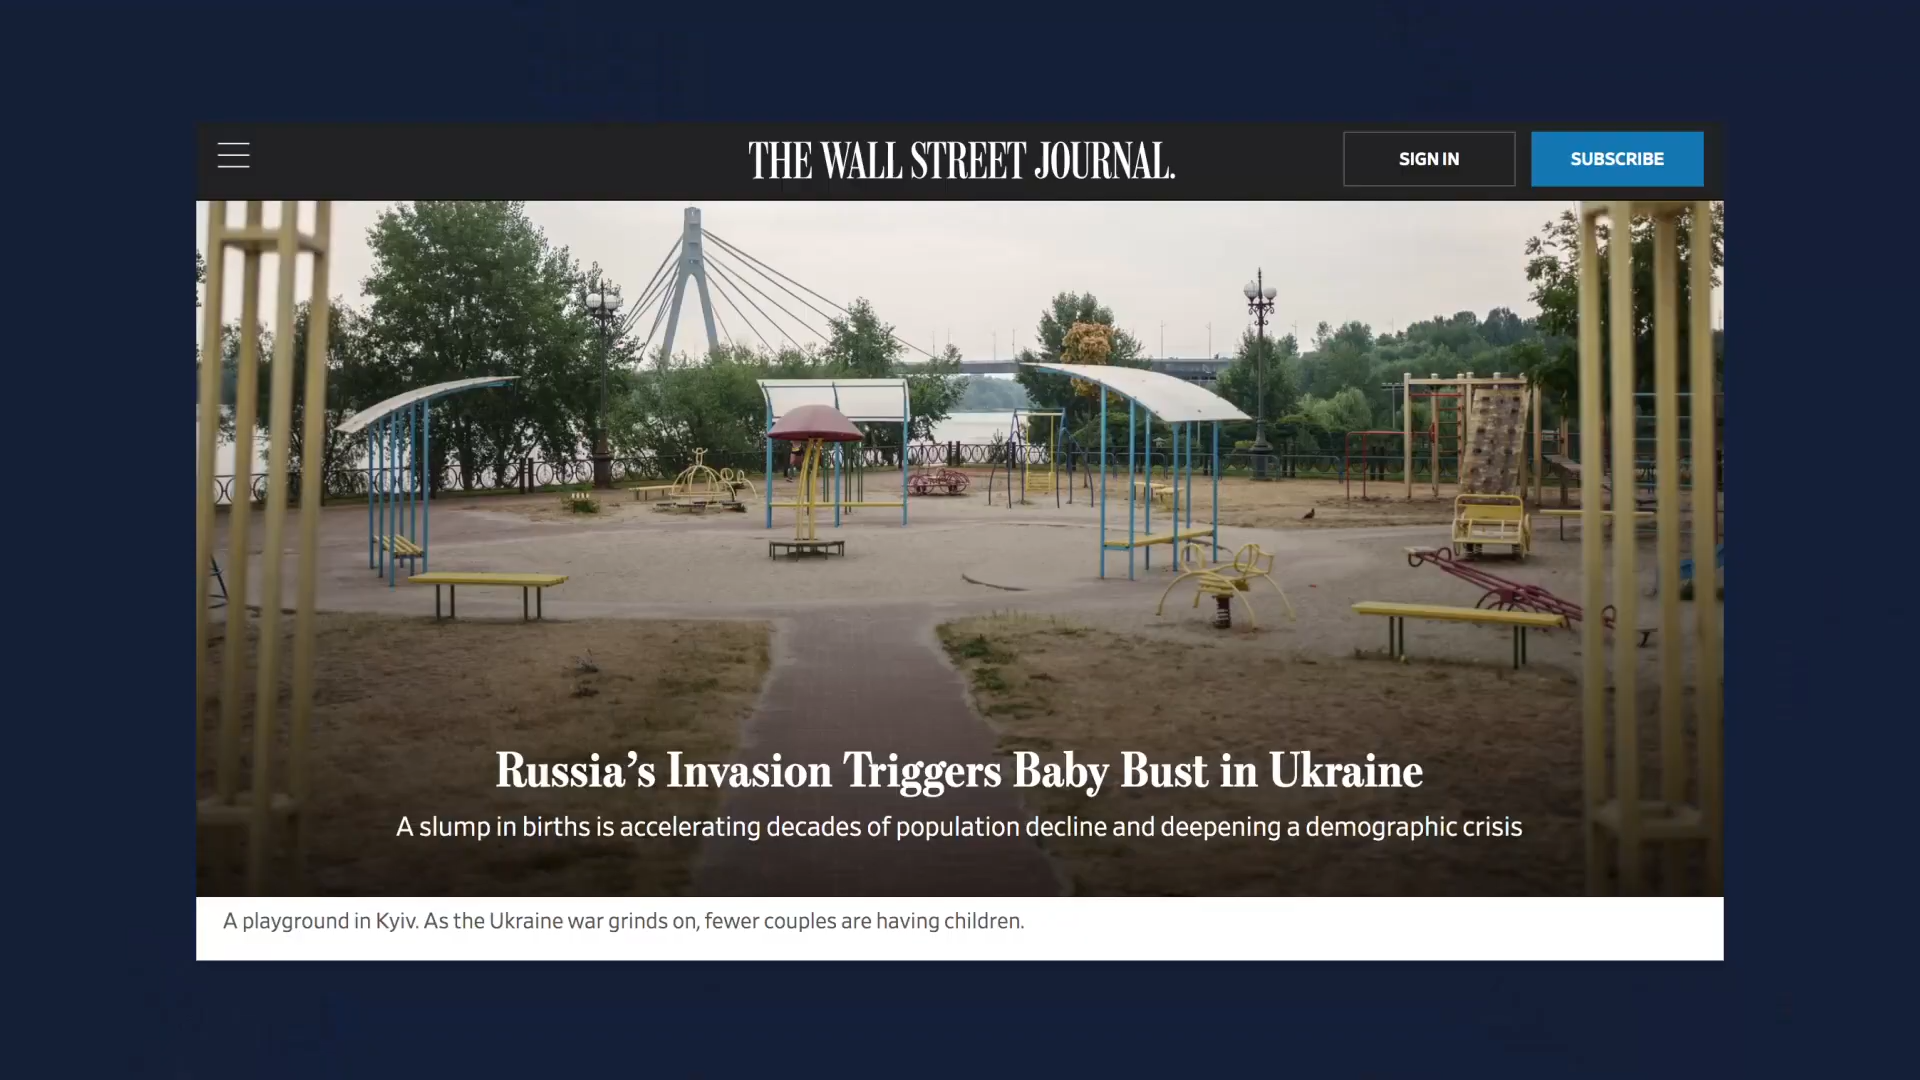 THE WALL STREET JOURNAL.
SIGN IN
SUBSCRIBE
Russia’s Invasion Triggers Baby Bust in Ukraine
A slump in births is accelerating decades of population decline and deepening a demographic crisis
A playground in Kyiv. As the Ukraine war grinds on, fewer couples are having children.